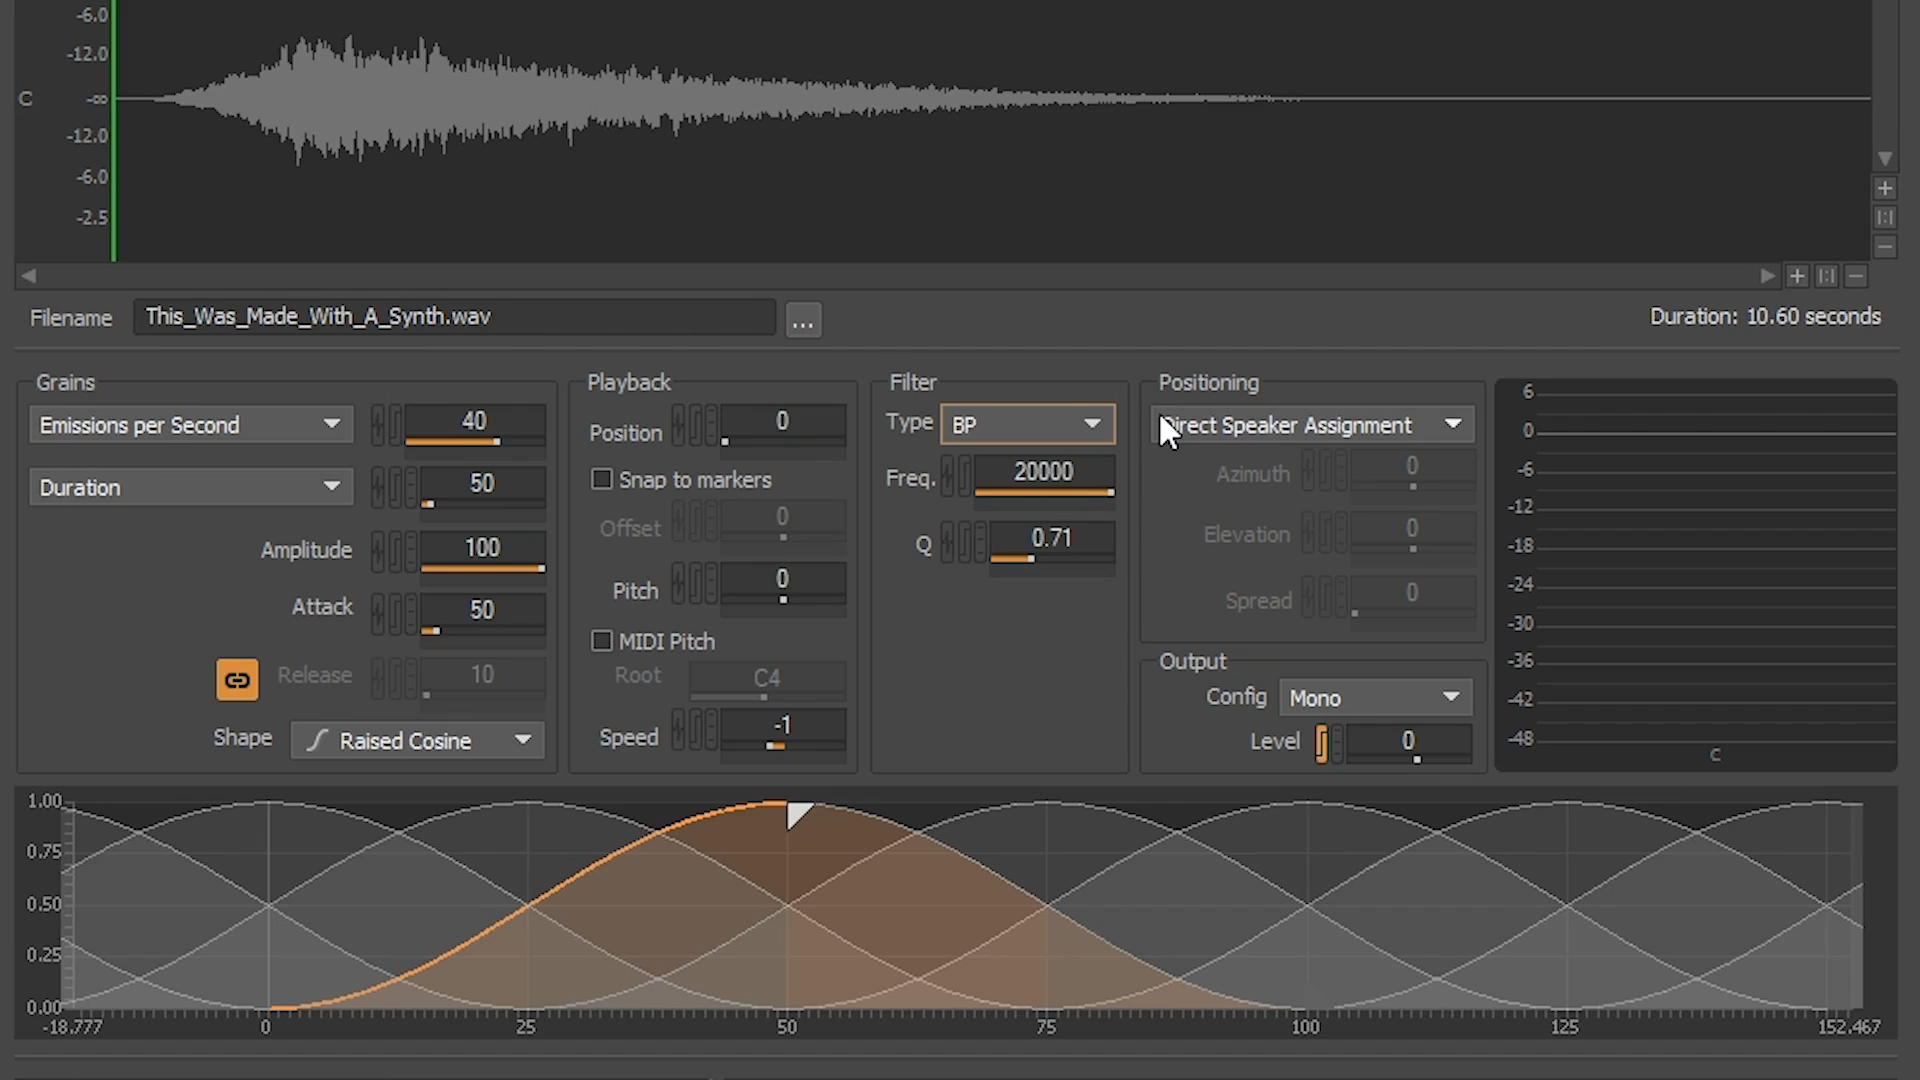 -6.0
-12.0
C -∞
-12.0
-6.0
-2.5
Filename This_Was_Made_With_A_Synth.wav ... Duration: 10.60 seconds
Grains
Emissions per Second 40
Duration 50
Amplitude 100
Attack 50
Release 10
Shape Raised Cosine
Playback
Position 0
Snap to markers
Offset 0
Pitch 0
MIDI Pitch
Root C4
Speed -1
Filter
Type BP
Freq. 20000
Q 0.71
Positioning
Speaker Assignment
Azimuth 0
Elevation 0
Spread 0
Output
Config Mono
Level 0
6
0
-6
-12
-18
-24
-30
-36
-42
-48
C
1.00
0.75
0.50
0.25
0.00
-18.777 0 25 50 75 100 125 152.467